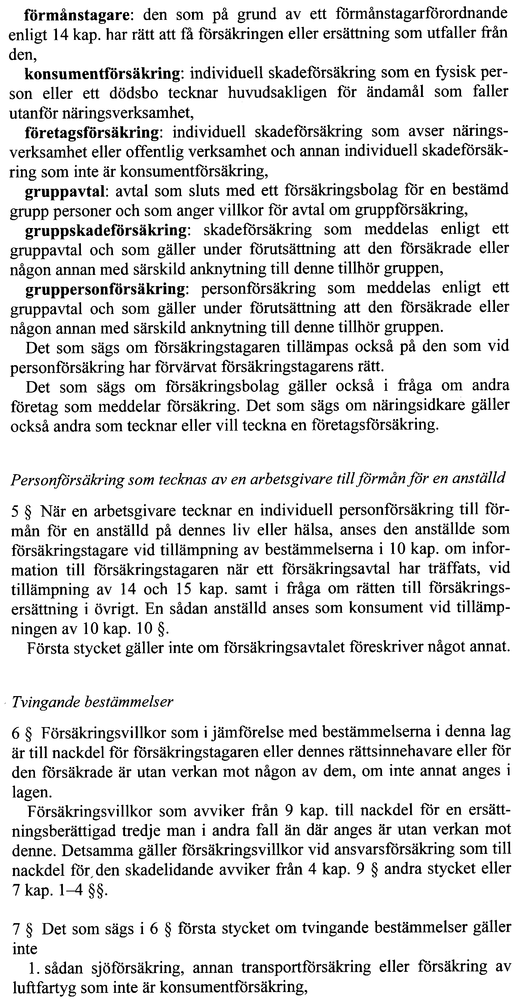 förmånstagare: den som på grund av ett förmånstagarförordnande
enligt 14 kap. har rätt att få försäkringen eller ersättning som utfaller från
den,
konsumentförsäkring: individuell skadeförsäkring som en fysisk per-
son eller ett dödsbo tecknar huvudsakligen för ändamål som faller
utanför näringsverksamhet,
företagsförsäkring: individuell skadeförsäkring som avser närings-
verksamhet eller offentlig verksamhet och annan individuell skadeförsäk-
ring som inte är konsumentförsäkring,
gruppavtal: avtal som sluts med ett försäkringsbolag för en bestämd
grupp personer och som anger villkor för avtal om gruppförsäkring,
gruppskadeförsäkring: skadeförsäkring som meddelas enligt ett
gruppavtal och som gäller under förutsättning att den försäkrade eller
någon annan med särskild anknytning till denne tillhör gruppen,
gruppersonförsäkring: personförsäkring som meddelas enligt ett
gruppavtal och som gäller under förutsättning att den försäkrade eller
någon annan med särskild anknytning till denne tillhör gruppen.
Det som sägs om försäkringstagaren tillämpas också på den som vid
personförsäkring har förvärvat försäkringstagarens rätt.
Det som sägs om försäkringsbolag gäller också i fråga om andra
företag som meddelar försäkring. Det som sägs om näringsidkare gäller
också andra som tecknar eller vill teckna en företagsförsäkring.
Personförsäkring som tecknas av en arbetsgivare till förmån för en anställd
5 § När en arbetsgivare tecknar en individuell personförsäkring till för-
mån för en anställd på dennes liv eller hälsa, anses den anställde som
försäkringstagare vid tillämpning av bestämmelserna i 10 kap. om infor-
mation till försäkringstagaren när ett försäkringsavtal har träffats, vid
tillämpning av 14 och 15 kap. samt i fråga om rätten till försäkrings-
ersättning i övrigt. En sådan anställd anses som konsument vid tillämp-
ningen av 10 kap. 10 §.
Första stycket gäller inte om försäkringsavtalet föreskriver något annat.
Tvingande bestämmelser
6 § Försäkringsvillkor som i jämförelse med bestämmelserna i denna lag
är till nackdel för försäkringstagaren eller dennes rättsinnehavare eller för
den försäkrade är utan verkan mot någon av dem, om inte annat anges i
lagen.
Försäkringsvillkor som avviker från 9 kap. till nackdel för en ersätt-
ningsberättigad tredje man i andra fall än där anges är utan verkan mot
denne. Detsamma gäller försäkringsvillkor vid ansvarsförsäkring som till
nackdel för den skadelidande avviker från 4 kap. 9 § andra stycket eller
7 kap. 1–4 §§.
7 § Det som sägs i 6 § första stycket om tvingande bestämmelser gäller
inte
1. sådan sjöförsäkring, annan transportförsäkring eller försäkring av
luftfartyg som inte är konsumentförsäkring,